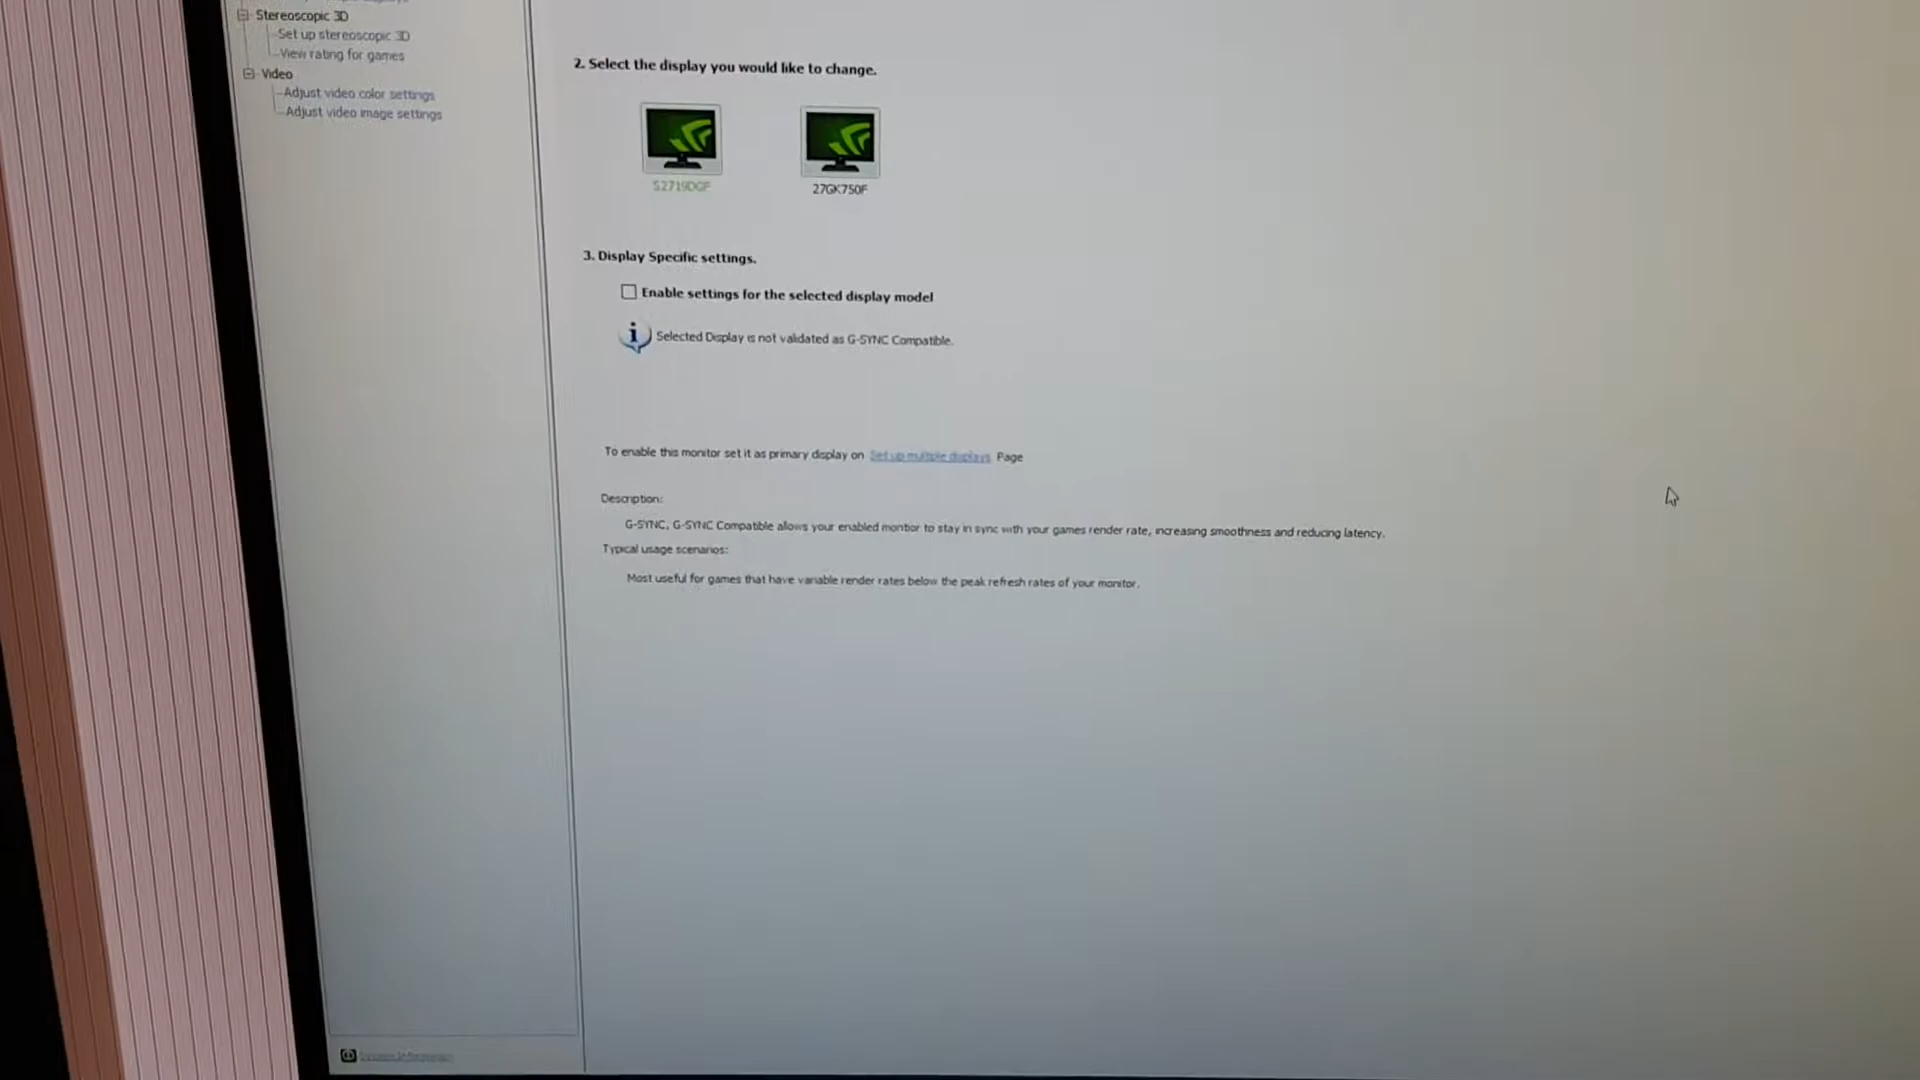 Stereoscopic 3D
Set up stereoscopic 3D
View rating for games
Video
Adjust video color settings
Adjust video image settings
2. Select the display you would like to change.
S2719DGF
27GK750F
3. Display Specific settings.
Enable settings for the selected display model
Selected Display is not validated as G-SYNC Compatible.
To enable this monitor set it as primary display on Set up multiple displays Page
Description:
G-SYNC, G-SYNC Compatible allows your enabled montior to stay in sync with your games render rate, increasing smoothness and reducing latency.
Typical usage scenarios:
Most useful for games that have variable render rates below the peak refresh rates of your monitor.